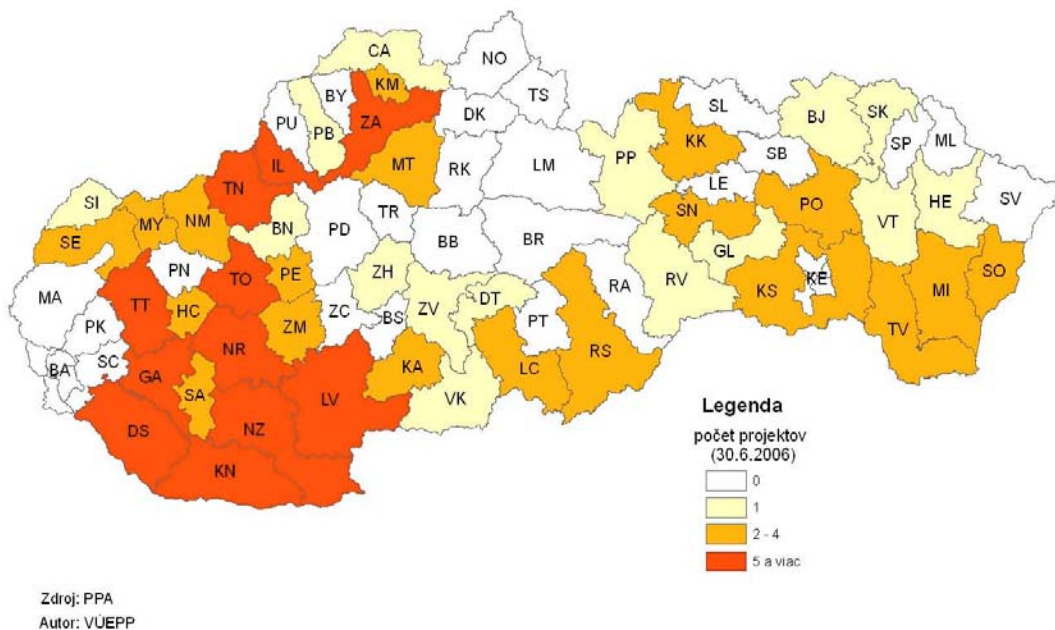 CA
NO
KM
BY
TS
PU
PB
ZA
DK
SL
BJ
SK
SP
ML
KK
SB
IL
MT
RK
LM
PP
TN
LE
SI
MY
NM
BN
PD
TR
SN
PO
VT
HE
SV
SE
BB
BR
GL
PN
TO
PE
ZH
RA
RV
KS
KE
MI
SO
MA
TT
HC
ZM
ZC
BS
ZV
DT
PT
TV
PK
SC
BA
GA
NR
SA
LV
KA
LC
RS
VK
DS
NZ
KN
Legenda
počet projektov
(30.6.2006)
0
1
2 - 4
5 a viac
Zdroj: PPA
Autor: VÚEPP